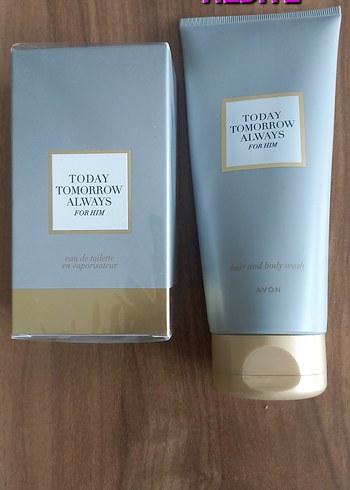 TODAY
TOMORROW
ALWAYS
FOR HIM
eau de toilette
en vaporisateur
TODAY
TOMORROW
ALWAYS
FOR HIM
hair and body wash
AVON